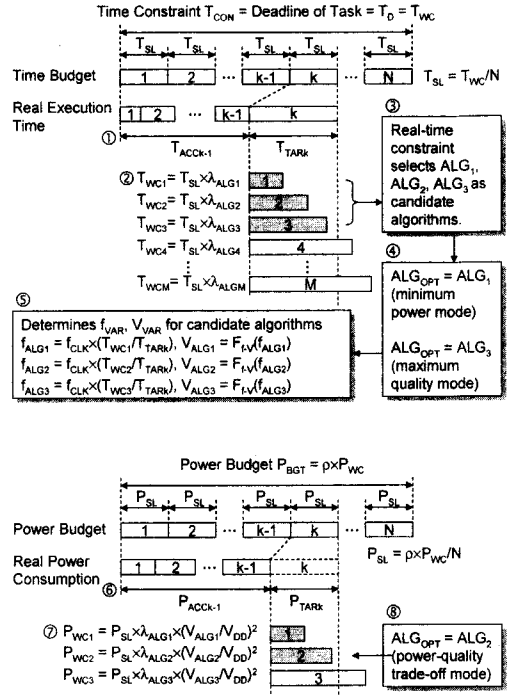 Time Constraint T_CON = Deadline of Task = T_D = T_WC
T_SL T_SL T_SL T_SL T_SL
Time Budget 1 2 ··· k-1 k ··· N T_SL = T_WC/N
Real Execution Time 1 2 ··· k-1 k
① T_ACCk-1 T_TARk
③ Real-time constraint selects ALG_1, ALG_2, ALG_3 as candidate algorithms.
② T_WC1 = T_SL×λ_ALG1 1
T_WC2 = T_SL×λ_ALG2 2
T_WC3 = T_SL×λ_ALG3 3
T_WC4 = T_SL×λ_ALG4 4
T_WCM = T_SL×λ_ALGM M
④ ALG_OPT = ALG_1
(minimum power mode)
ALG_OPT = ALG_3
(maximum quality mode)
⑤ Determines f_VAR, V_VAR for candidate algorithms
f_ALG1 = f_CLK×(T_WC1/T_TARk), V_ALG1 = F_f-V(f_ALG1)
f_ALG2 = f_CLK×(T_WC2/T_TARk), V_ALG2 = F_f-V(f_ALG2)
f_ALG3 = f_CLK×(T_WC3/T_TARk), V_ALG3 = F_f-V(f_ALG3)
Power Budget P_BGT = ρ×P_WC
P_SL P_SL P_SL P_SL P_SL
Power Budget 1 2 ··· k-1 k ··· N
P_SL = ρ×P_WC/N
Real Power Consumption 1 2 ··· k-1 k
⑥ P_ACCk-1 P_TARk
⑦ P_WC1 = P_SL×λ_ALG1×(V_ALG1/V_DD)² 1
P_WC2 = P_SL×λ_ALG2×(V_ALG2/V_DD)² 2
P_WC3 = P_SL×λ_ALG3×(V_ALG3/V_DD)² 3
⑧ ALG_OPT = ALG_2
(power-quality trade-off mode)